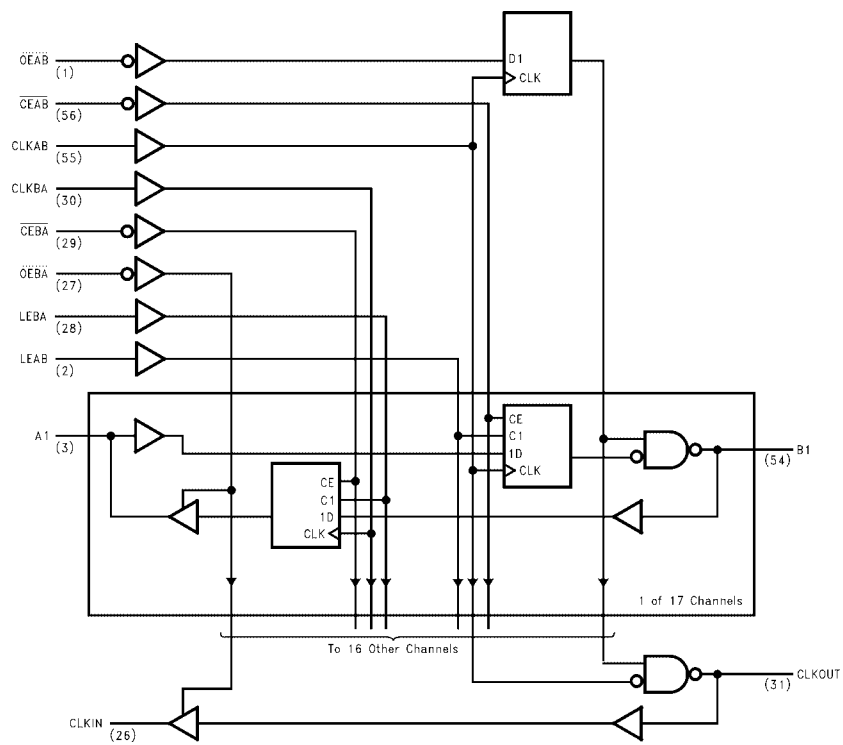 OEAB
(1)
D1
CLK
CEAB
(56)
CLKAB
(55)
CLKBA
(30)
CEBA
(29)
OEBA
(27)
LEBA
(28)
LEAB
(2)
CE
C1
1D
CLK
A1
(3)
B1
(54)
CE
C1
1D
CLK
1 of 17 Channels
To 16 Other Channels
CLKOUT
(31)
CLKIN
(26)